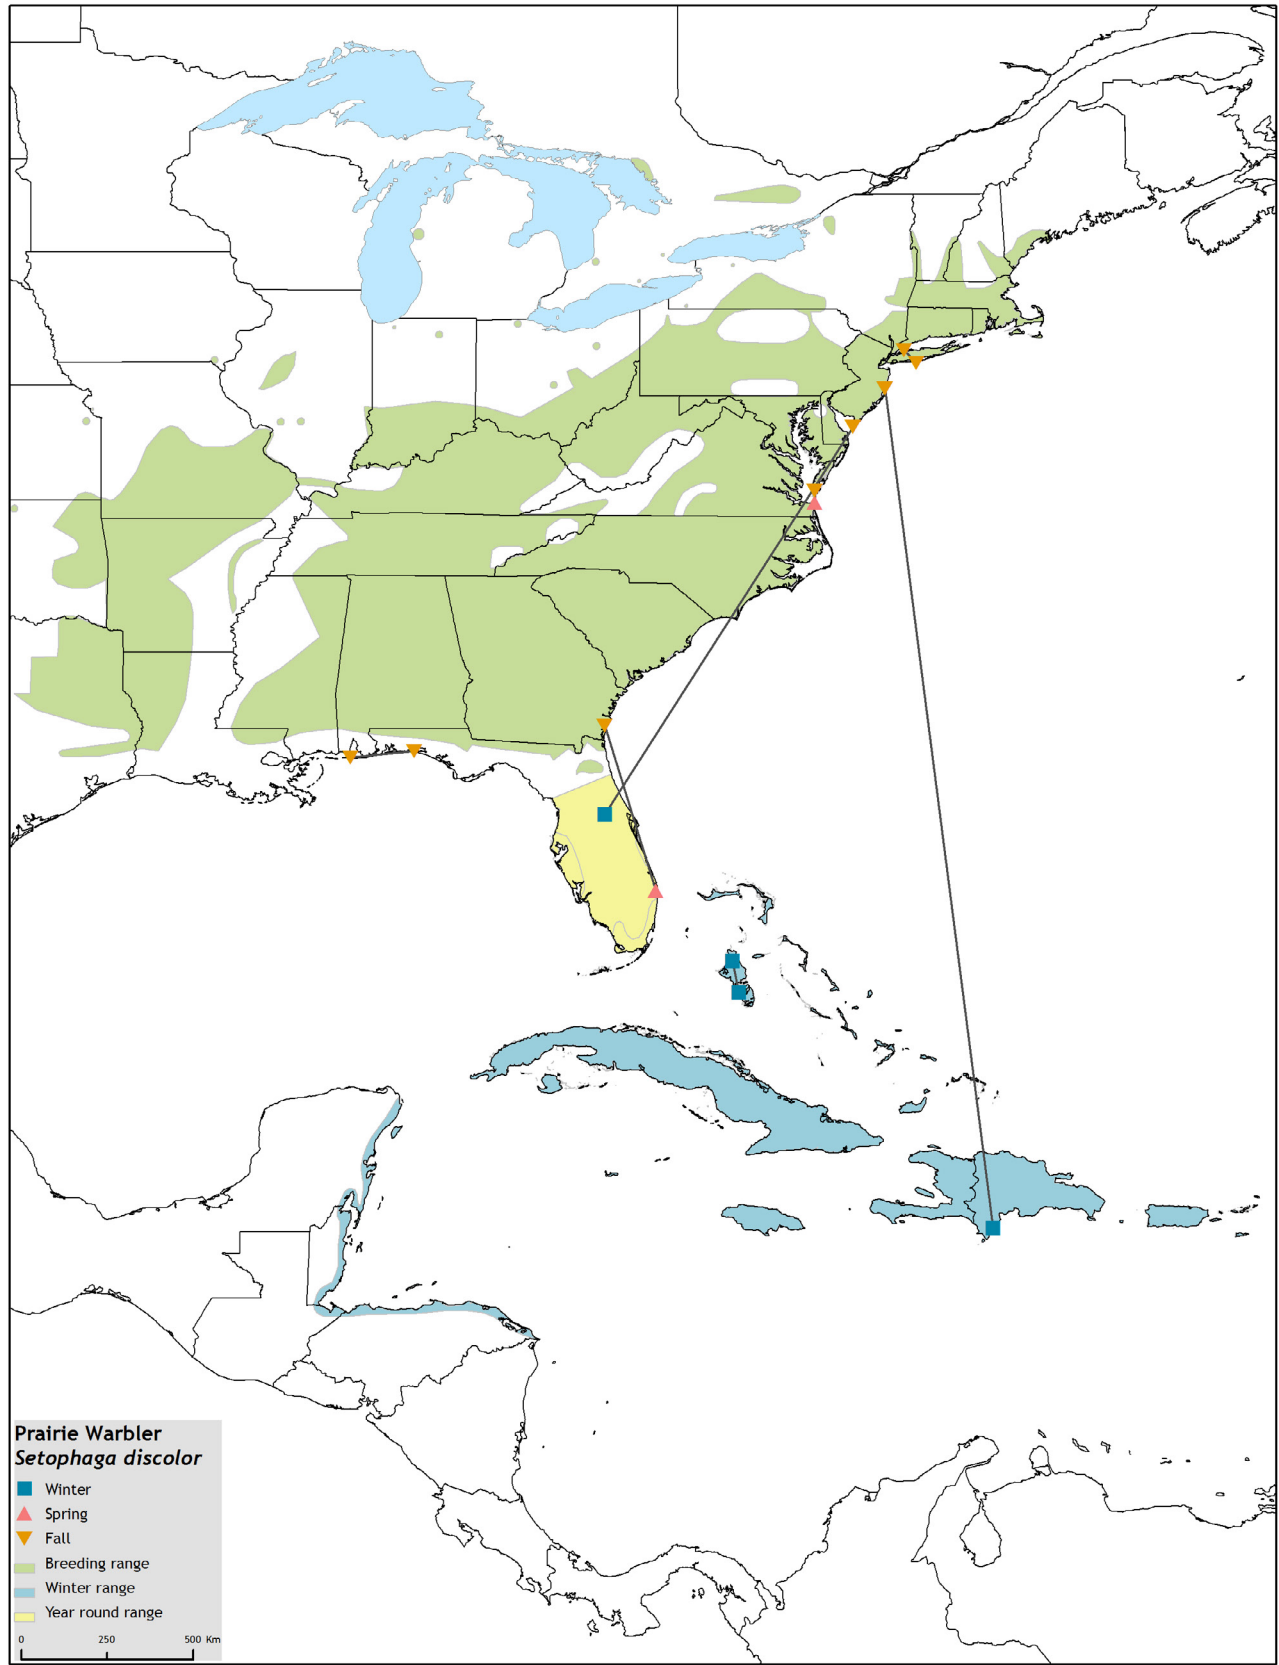 Prairie Warbler
Setophaga discolor
Winter
Spring
Fall
Breeding range
Winter range
Year round range
0 250 500 Km